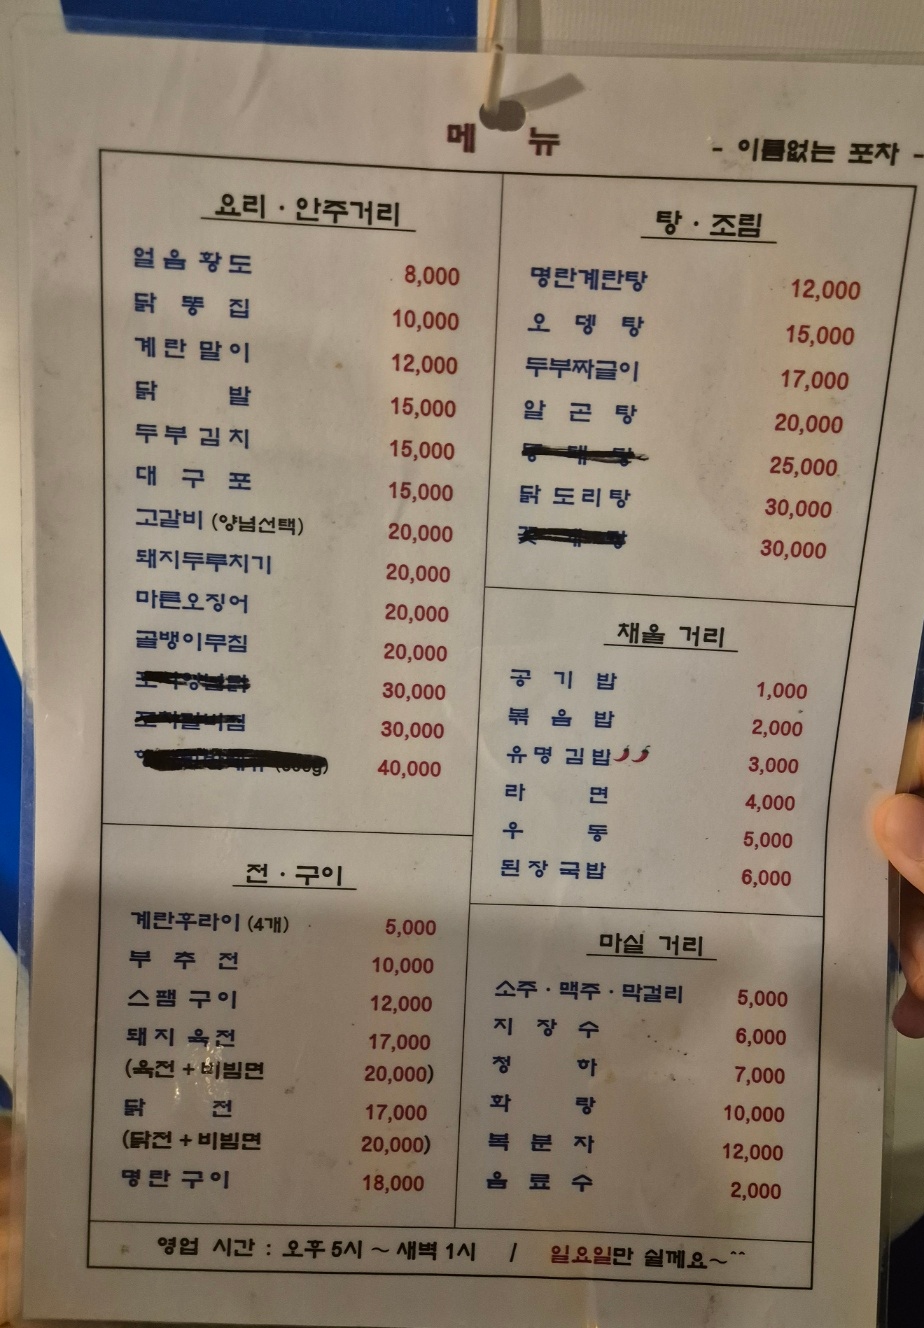 메 뉴
- 이름없는 포차 -
요리 · 안주거리
얼음황도 8,000
닭똥집 10,000
계란말이 12,000
닭발 15,000
두부김치 15,000
대구포 15,000
고갈비 (양념선택) 20,000
돼지두루치기 20,000
마른오징어 20,000
골뱅이무침 20,000
30,000
30,000
40,000
전 · 구이
계란후라이 (4개) 5,000
부추전 10,000
스팸구이 12,000
돼지육전 17,000
(육전 + 비빔면 20,000)
닭전 17,000
(닭전 + 비빔면 20,000)
명란구이 18,000
탕 · 조림
명란계란탕 12,000
오뎅탕 15,000
두부짜글이 17,000
알곤탕 20,000
25,000
닭도리탕 30,000
30,000
채울 거리
공기밥 1,000
볶음밥 2,000
유명김밥 3,000
라면 4,000
우동 5,000
된장국밥 6,000
마실 거리
소주 · 맥주 · 막걸리 5,000
지장수 6,000
청하 7,000
화랑 10,000
복분자 12,000
음료수 2,000
영업 시간 : 오후 5시 ~ 새벽 1시 / 일요일만 쉴께요~^^